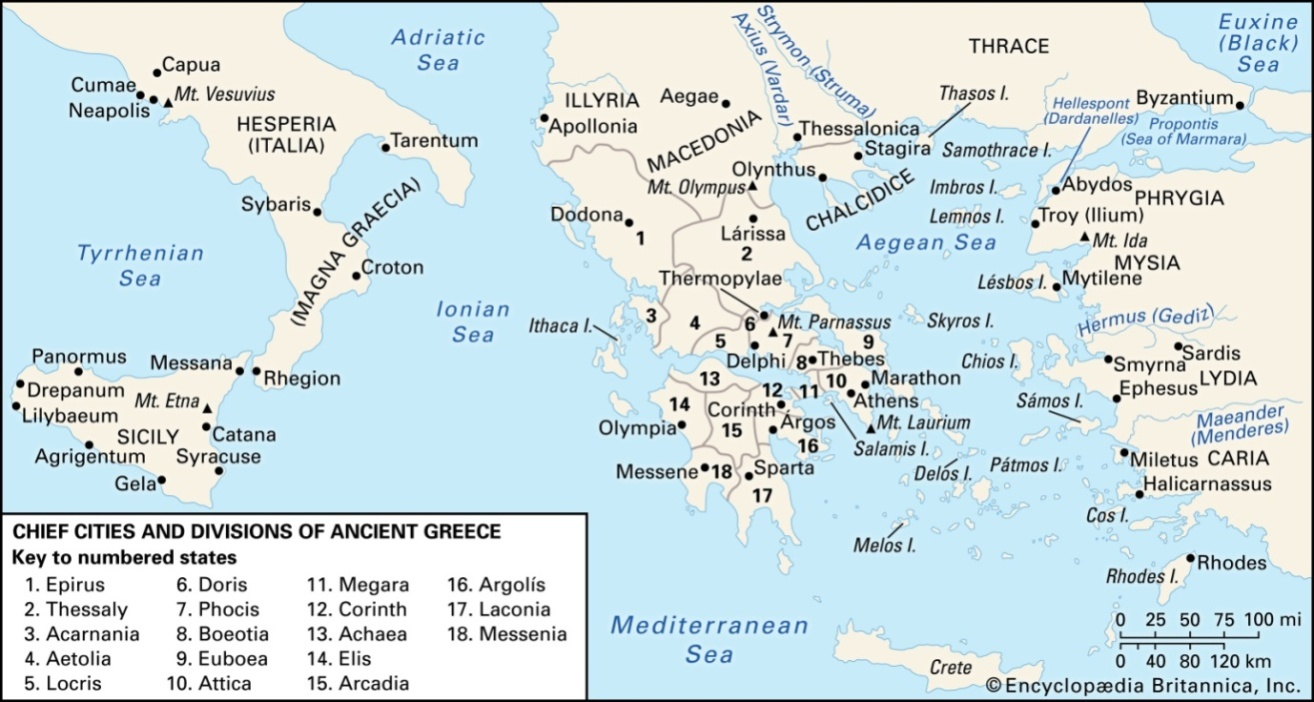 Adriatic
Sea
Euxine
(Black)
Sea
THRACE
Axius (Vardar)
Strymon (Struma)
Capua
Cumae
Neapolis
Mt. Vesuvius
HESPERIA
(ITALIA)
Tarentum
ILLYRIA
Apollonia
Aegae
MACEDONIA
Thessalonica
Stagira
Thasos I.
Samothrace I.
Hellespont
(Dardanelles)
Byzantium
Propontis
(Sea of Marmara)
Olynthus
Mt. Olympus
CHALCIDICE
Imbros I.
Lemnos I.
Abydos
PHRYGIA
Troy (Ilium)
Mt. Ida
MYSIA
Sybaris
(MAGNA GRAECIA)
Croton
Tyrrhenian
Sea
Ionian
Sea
Dodona
1
Lárissa
2
Aegean Sea
Thermopylae
Lésbos I.
Mytilene
Ithaca I.
3
4
5
6
Mt. Parnassus
7
Delphi
8
Thebes
9
Skyros I.
Hermus (Gediz)
Chios I.
Smyrna
Sardis
Ephesus
LYDIA
Panormus
Messana
Rhegion
Drepanum
Lilybaeum
Mt. Etna
SICILY
Catana
Agrigentum
Syracuse
Gela
13
14
12
11
10
Marathon
Athens
Corinth
15
Árgos
Olympia
16
Mt. Laurium
Salamis I.
Sámos I.
Maeander
(Menderes)
Messene
18
Sparta
17
Delos I.
Pátmos I.
Miletus
CARIA
Halicarnassus
Cos I.
Melos I.
Rhodes
Rhodes I.
Mediterranean
Sea
Crete
CHIEF CITIES AND DIVISIONS OF ANCIENT GREECE
Key to numbered states
1. Epirus
2. Thessaly
3. Acarnania
4. Aetolia
5. Locris
6. Doris
7. Phocis
8. Boeotia
9. Euboea
10. Attica
11. Megara
12. Corinth
13. Achaea
14. Elis
15. Arcadia
16. Argolís
17. Laconia
18. Messenia
0 25 50 75 100 mi
0 40 80 120 km
©Encyclopædia Britannica, Inc.